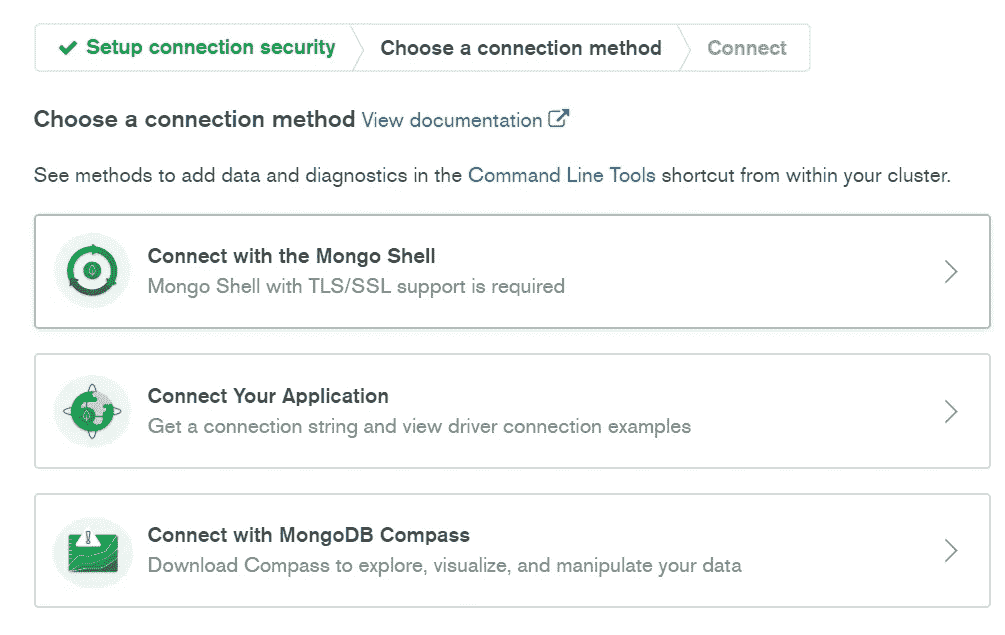 Setup connection security
Choose a connection method
Connect
Choose a connection method View documentation
See methods to add data and diagnostics in the Command Line Tools shortcut from within your cluster.
Connect with the Mongo Shell
Mongo Shell with TLS/SSL support is required
Connect Your Application
Get a connection string and view driver connection examples
Connect with MongoDB Compass
Download Compass to explore, visualize, and manipulate your data